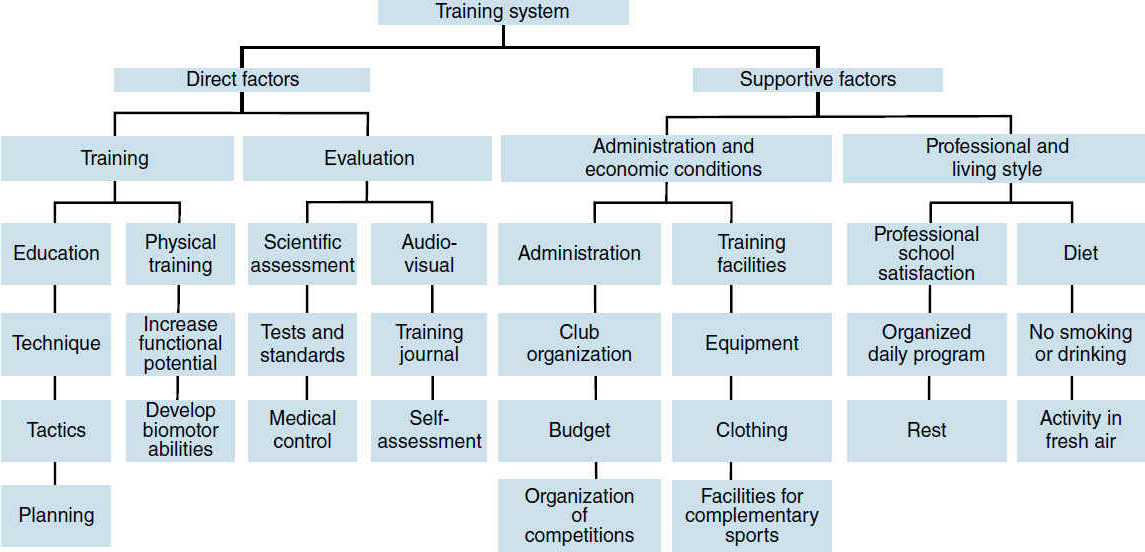 Training system
Direct factors
Supportive factors
Training
Evaluation
Administration and
economic conditions
Professional and
living style
Education
Physical
training
Scientific
assessment
Audio-
visual
Administration
Training
facilities
Professional
school
satisfaction
Diet
Technique
Increase
functional
potential
Tests and
standards
Training
journal
Club
organization
Equipment
Organized
daily program
No smoking
or drinking
Tactics
Develop
biomotor
abilities
Medical
control
Self-
assessment
Budget
Clothing
Rest
Activity in
fresh air
Planning
Organization
of
competitions
Facilities for
complementary
sports